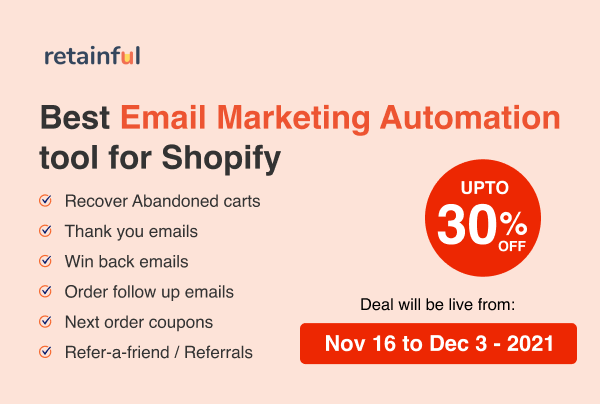 retainful
Best Email Marketing Automation
tool for Shopify
Recover Abandoned carts
Thank you emails
Win back emails
Order follow up emails
Next order coupons
Refer-a-friend / Referrals
UPTO
30%
OFF
Deal will be live from:
Nov 16 to Dec 3 - 2021